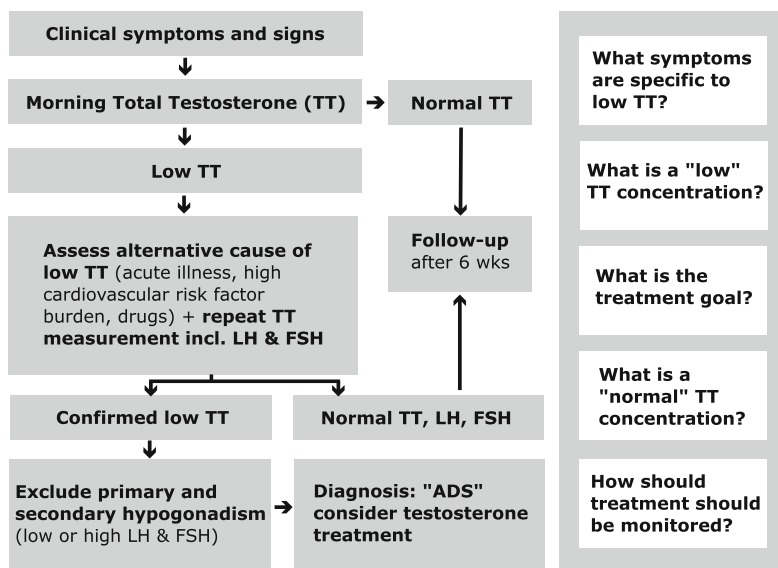 Clinical symptoms and signs
Morning Total Testosterone (TT)
Normal TT
Low TT
Assess alternative cause of
low TT (acute illness, high
cardiovascular risk factor
burden, drugs) + repeat TT
measurement incl. LH & FSH
Follow-up
after 6 wks
Confirmed low TT
Normal TT, LH, FSH
Exclude primary and
secondary hypogonadism
(low or high LH & FSH)
Diagnosis: "ADS"
consider testosterone
treatment
What symptoms
are specific to
low TT?
What is a "low"
TT concentration?
What is the
treatment goal?
What is a
"normal" TT
concentration?
How should
treatment should
be monitored?